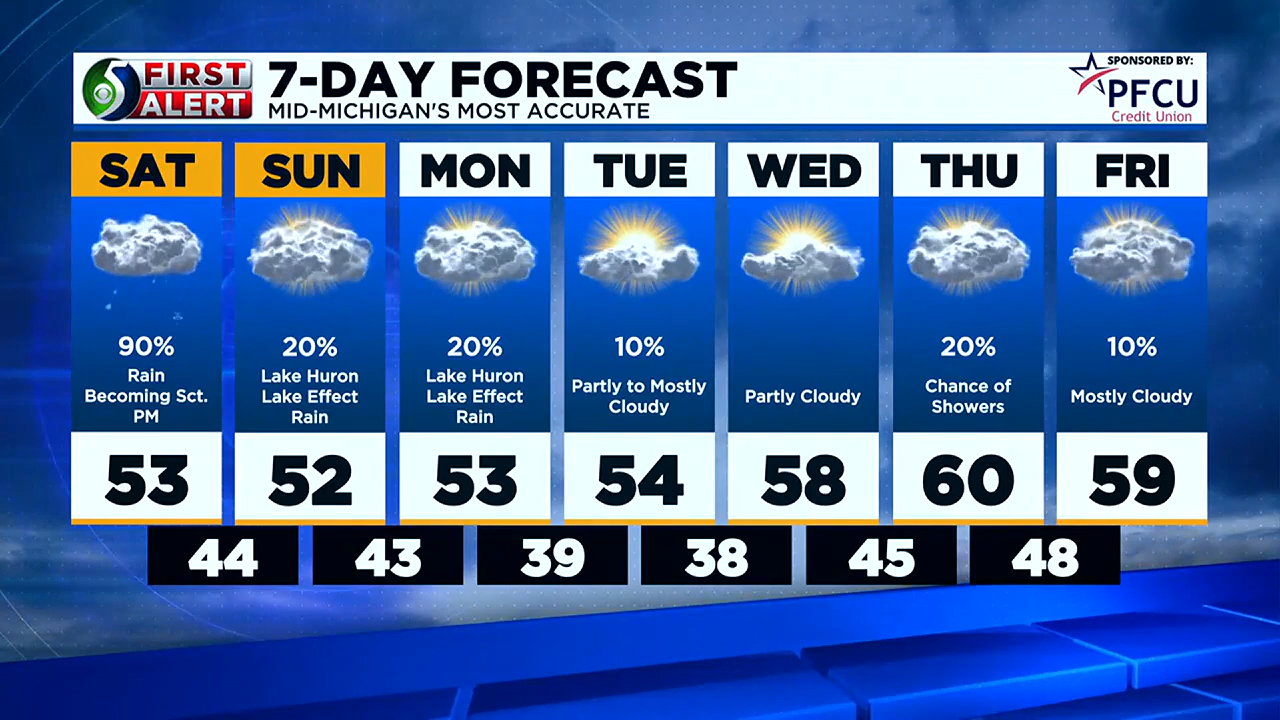 5 FIRST ALERT
7-DAY FORECAST
MID-MICHIGAN'S MOST ACCURATE
SPONSORED BY:
PFCU
Credit Union
SAT
SUN
MON
TUE
WED
THU
FRI
90%
Rain
Becoming Sct.
PM
20%
Lake Huron
Lake Effect
Rain
20%
Lake Huron
Lake Effect
Rain
10%
Partly to Mostly
Cloudy
Partly Cloudy
20%
Chance of
Showers
10%
Mostly Cloudy
53
52
53
54
58
60
59
44
43
39
38
45
48